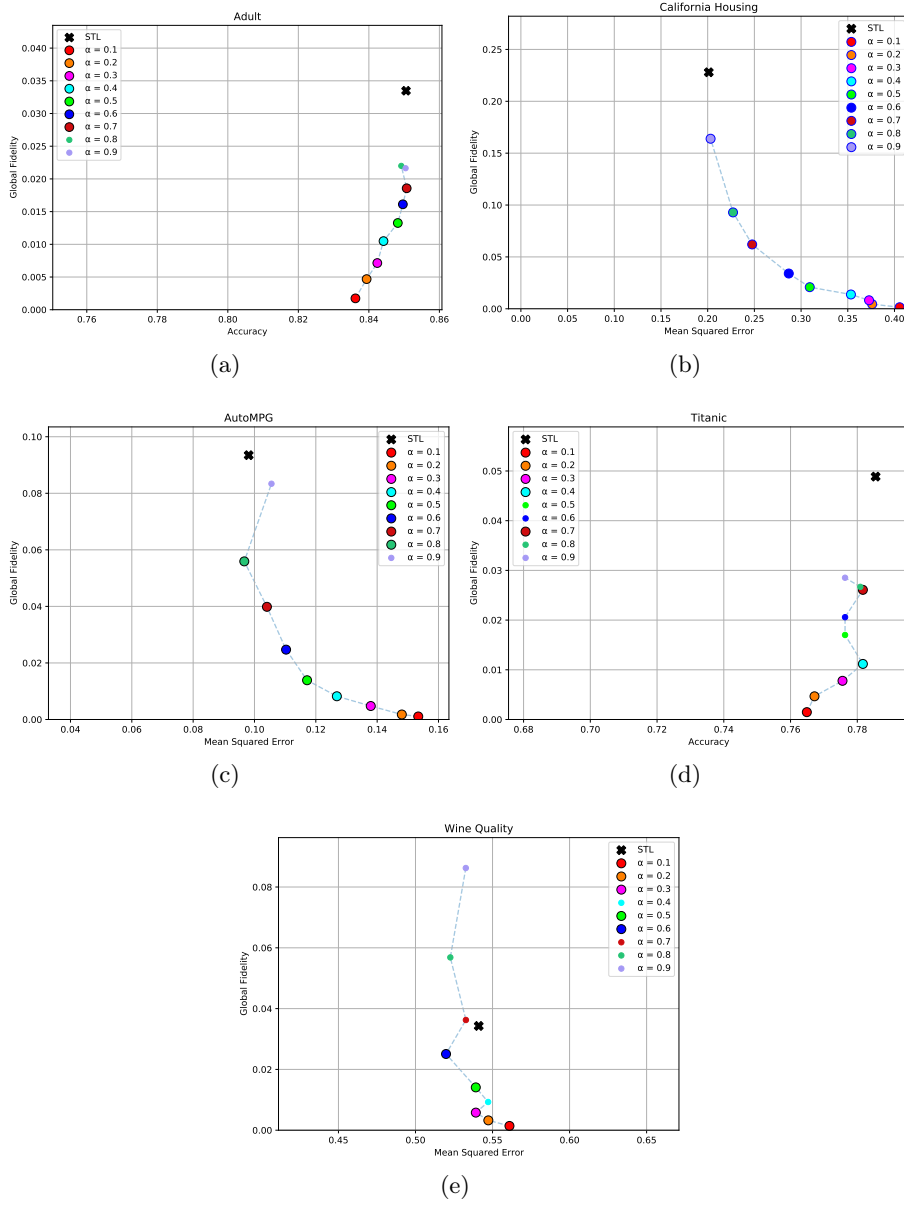 Adult
STL
α = 0.1
α = 0.2
α = 0.3
α = 0.4
α = 0.5
α = 0.6
α = 0.7
α = 0.8
α = 0.9
0.040
0.035
0.030
0.025
0.020
0.015
0.010
0.005
0.000
Global Fidelity
0.76 0.78 0.80 0.82 0.84 0.86
Accuracy
(a)
California Housing
STL
α = 0.1
α = 0.2
α = 0.3
α = 0.4
α = 0.5
α = 0.6
α = 0.7
α = 0.8
α = 0.9
0.25
0.20
0.15
0.10
0.05
0.00
Global Fidelity
0.00 0.05 0.10 0.15 0.20 0.25 0.30 0.35 0.40
Mean Squared Error
(b)
AutoMPG
STL
α = 0.1
α = 0.2
α = 0.3
α = 0.4
α = 0.5
α = 0.6
α = 0.7
α = 0.8
α = 0.9
0.10
0.08
0.06
0.04
0.02
0.00
Global Fidelity
0.04 0.06 0.08 0.10 0.12 0.14 0.16
Mean Squared Error
(c)
Titanic
STL
α = 0.1
α = 0.2
α = 0.3
α = 0.4
α = 0.5
α = 0.6
α = 0.7
α = 0.8
α = 0.9
0.05
0.04
0.03
0.02
0.01
0.00
Global Fidelity
0.68 0.70 0.72 0.74 0.76 0.78
Accuracy
(d)
Wine Quality
STL
α = 0.1
α = 0.2
α = 0.3
α = 0.4
α = 0.5
α = 0.6
α = 0.7
α = 0.8
α = 0.9
0.08
0.06
0.04
0.02
0.00
Global Fidelity
0.45 0.50 0.55 0.60 0.65
Mean Squared Error
(e)